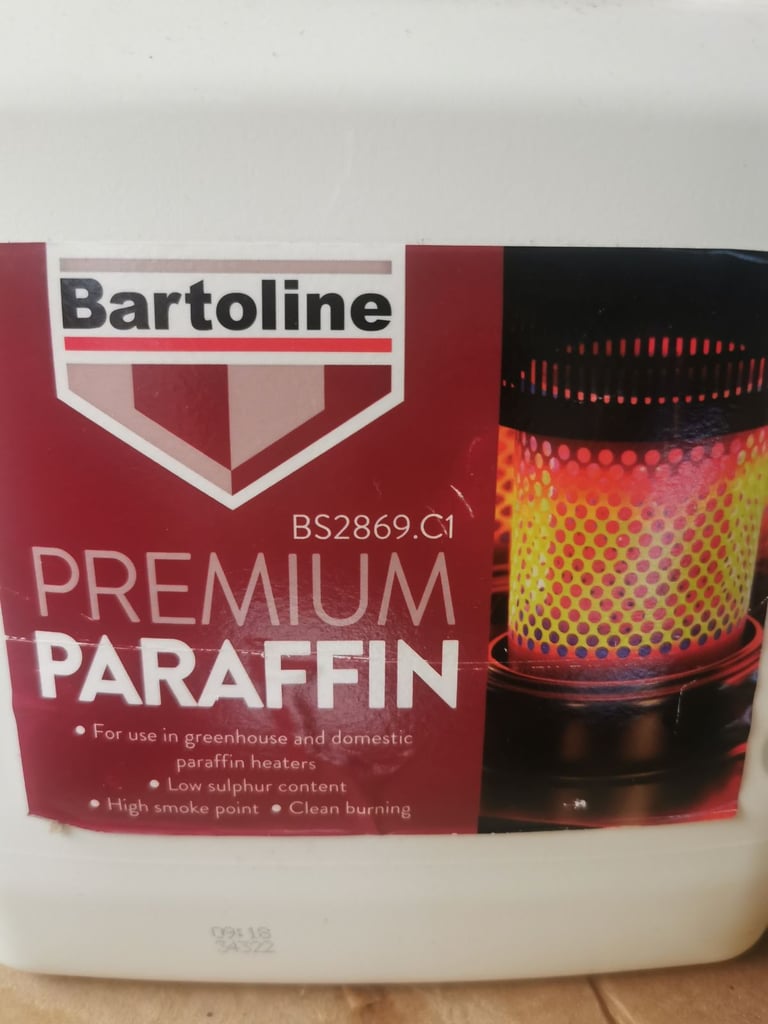 Bartoline
BS2869.C1
PREMIUM
PARAFFIN
• For use in greenhouse and domestic
paraffin heaters
• Low sulphur content
• High smoke point • Clean burning
09:18
34322